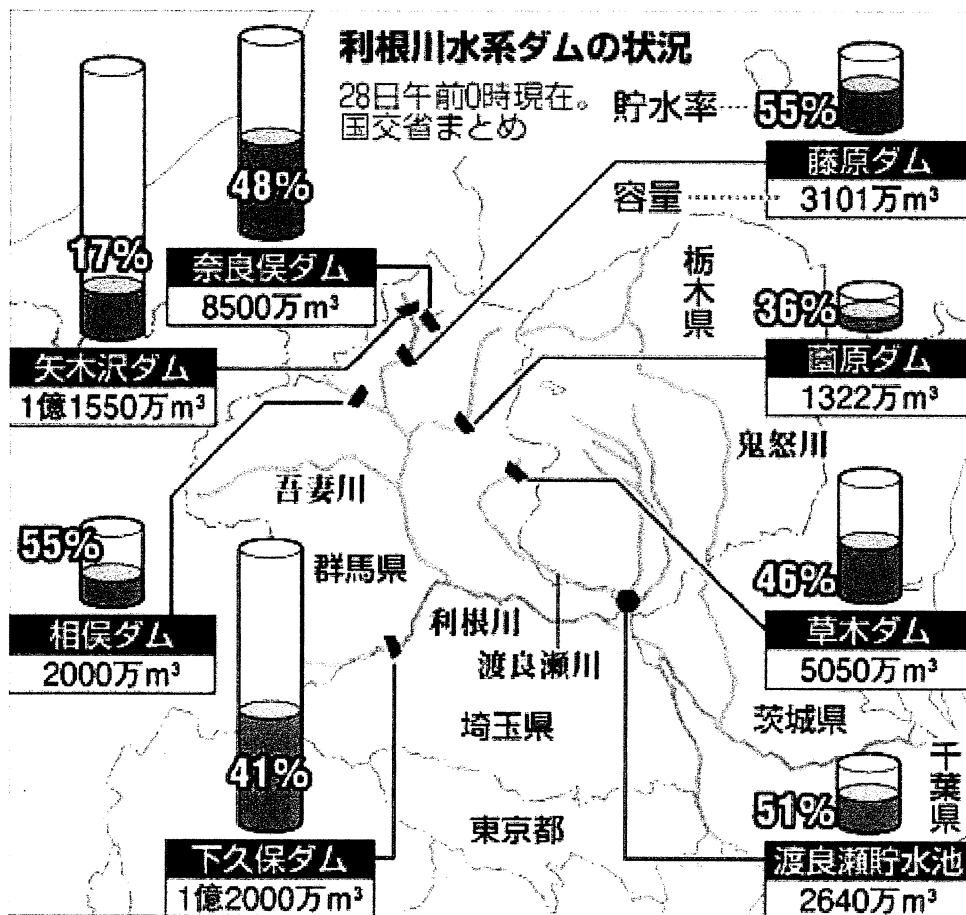 利根川水系ダムの状況
28日午前0時現在。
国交省まとめ
貯水率
容量
55%
藤原ダム
3101万m³
48%
奈良俣ダム
8500万m³
17%
矢木沢ダム
1億1550万m³
栃木県
36%
薗原ダム
1322万m³
鬼怒川
吾妻川
55%
相俣ダム
2000万m³
群馬県
利根川
渡良瀬川
46%
草木ダム
5050万m³
埼玉県
茨城県
41%
下久保ダム
1億2000万m³
東京都
千葉県
51%
渡良瀬貯水池
2640万m³